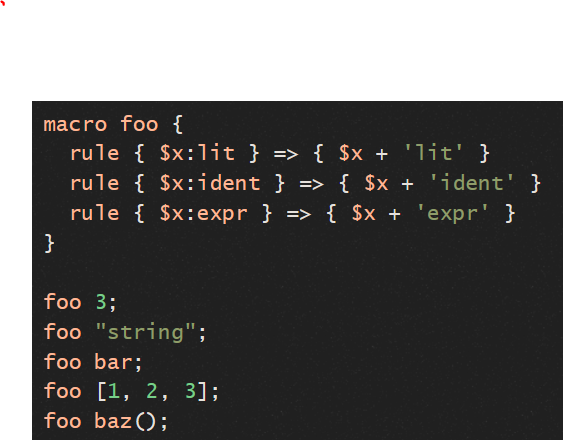 macro foo {
  rule { $x:lit } => { $x + 'lit' }
  rule { $x:ident } => { $x + 'ident' }
  rule { $x:expr } => { $x + 'expr' }
}

foo 3;
foo "string";
foo bar;
foo [1, 2, 3];
foo baz();